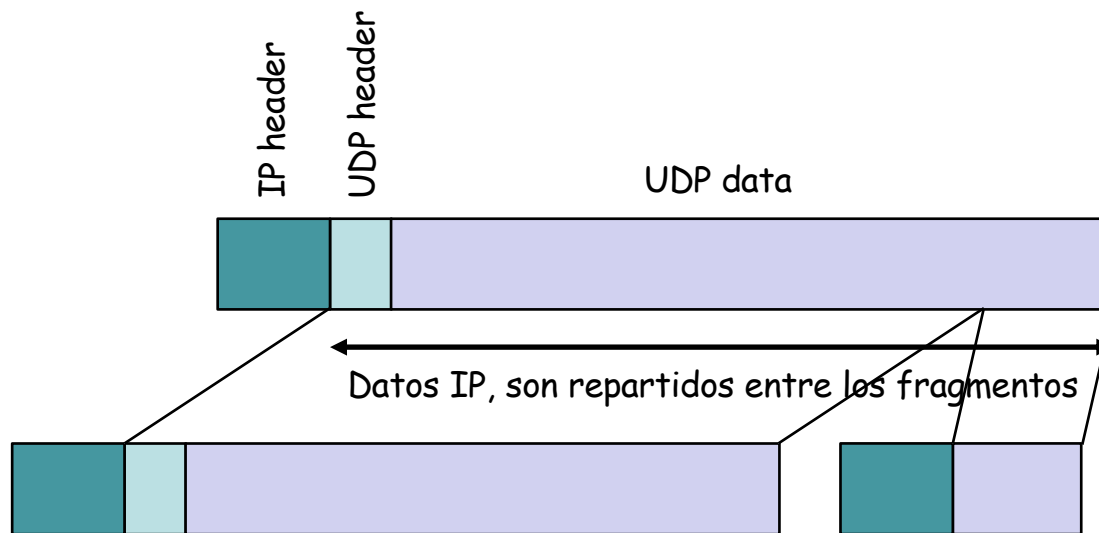 IP header
UDP header
UDP data
Datos IP, son repartidos entre los fragmentos